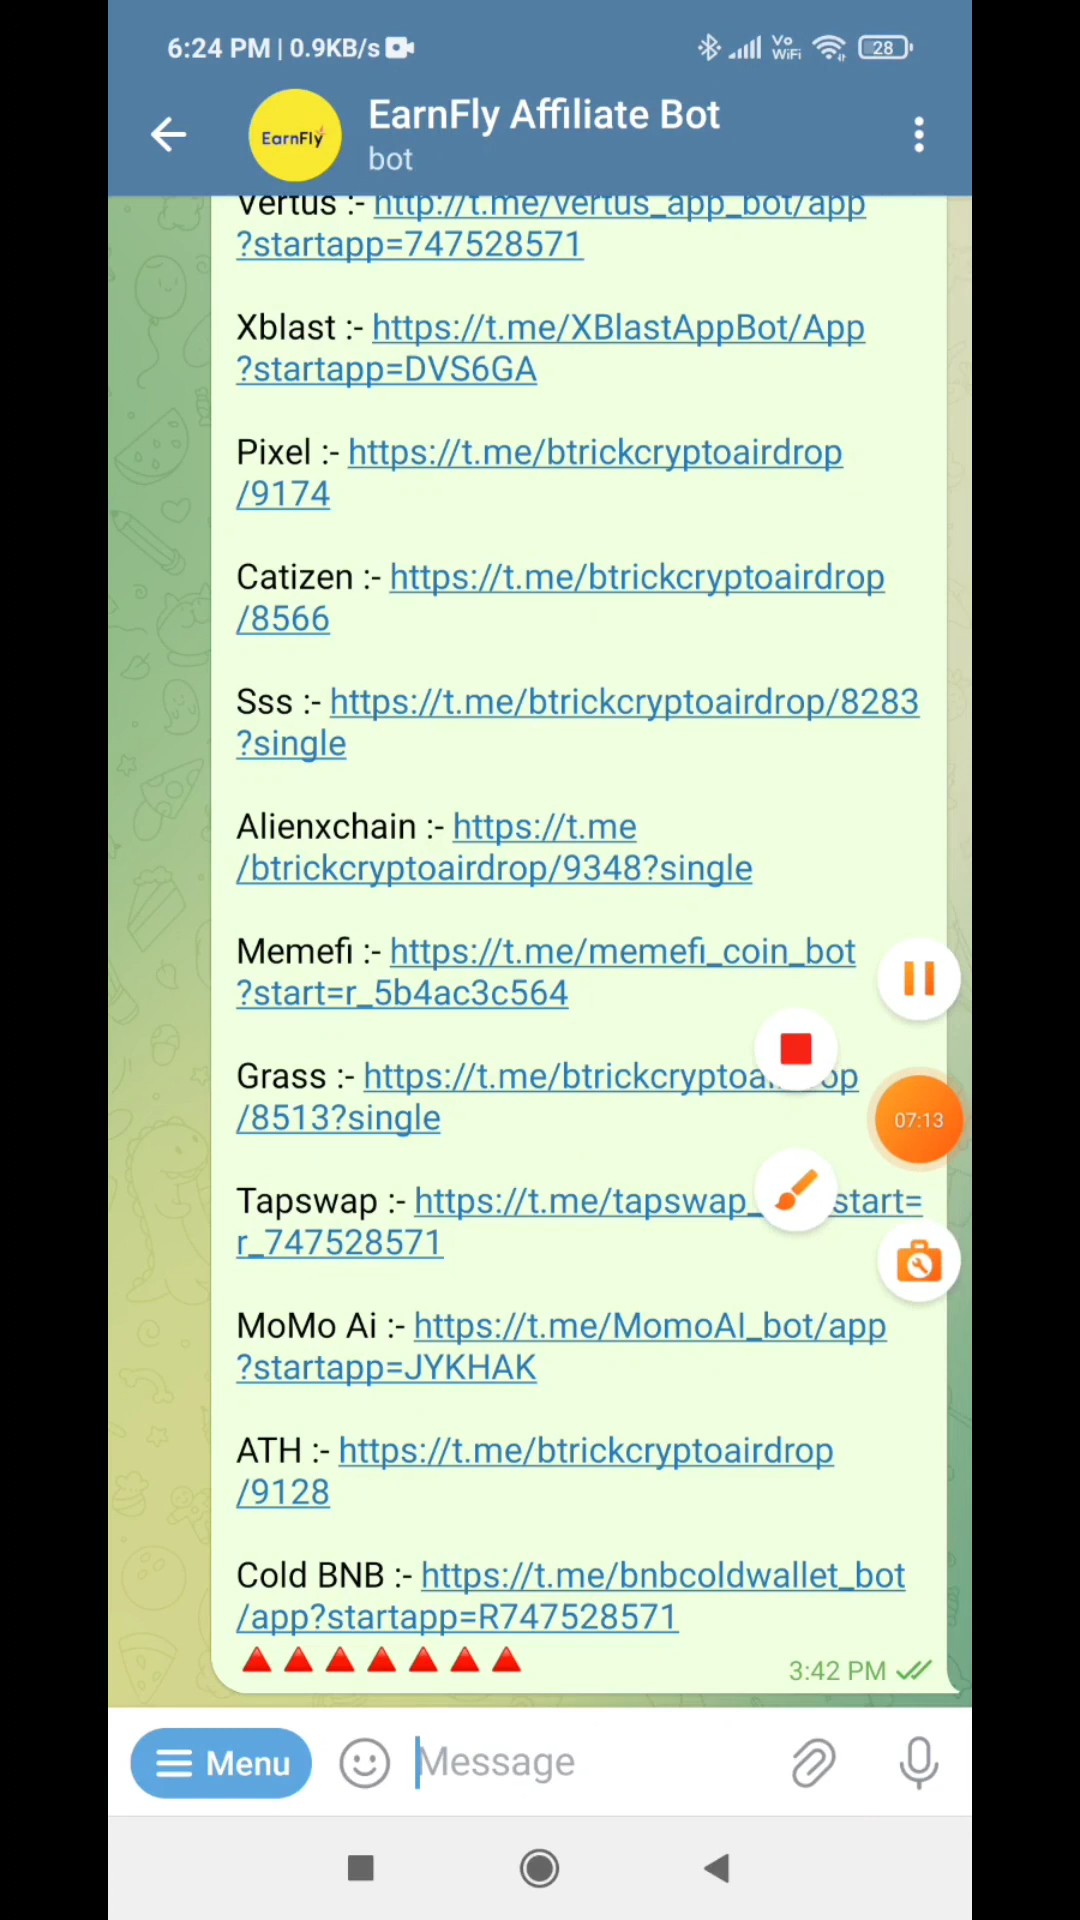 6:24 PM | 0.9KB/s
Vo
WiFi
28
EarnFly
EarnFly Affiliate Bot
bot
Vertus :- http://t.me/vertus_app_bot/app
?startapp=747528571
Xblast :- https://t.me/XBlastAppBot/App
?startapp=DVS6GA
Pixel :- https://t.me/btrickcryptoairdrop
/9174
Catizen :- https://t.me/btrickcryptoairdrop
/8566
Sss :- https://t.me/btrickcryptoairdrop/8283
?single
Alienxchain :- https://t.me
/btrickcryptoairdrop/9348?single
Memefi :- https://t.me/memefi_coin_bot
?start=r_5b4ac3c564
Grass :- https://t.me/btrickcryptoa op
/8513?single
07:13
Tapswap :- https://t.me/tapswap_ start=
r_747528571
MoMo Ai :- https://t.me/MomoAI_bot/app
?startapp=JYKHAK
ATH :- https://t.me/btrickcryptoairdrop
/9128
Cold BNB :- https://t.me/bnbcoldwallet_bot
/app?startapp=R747528571
3:42 PM
Menu
Message